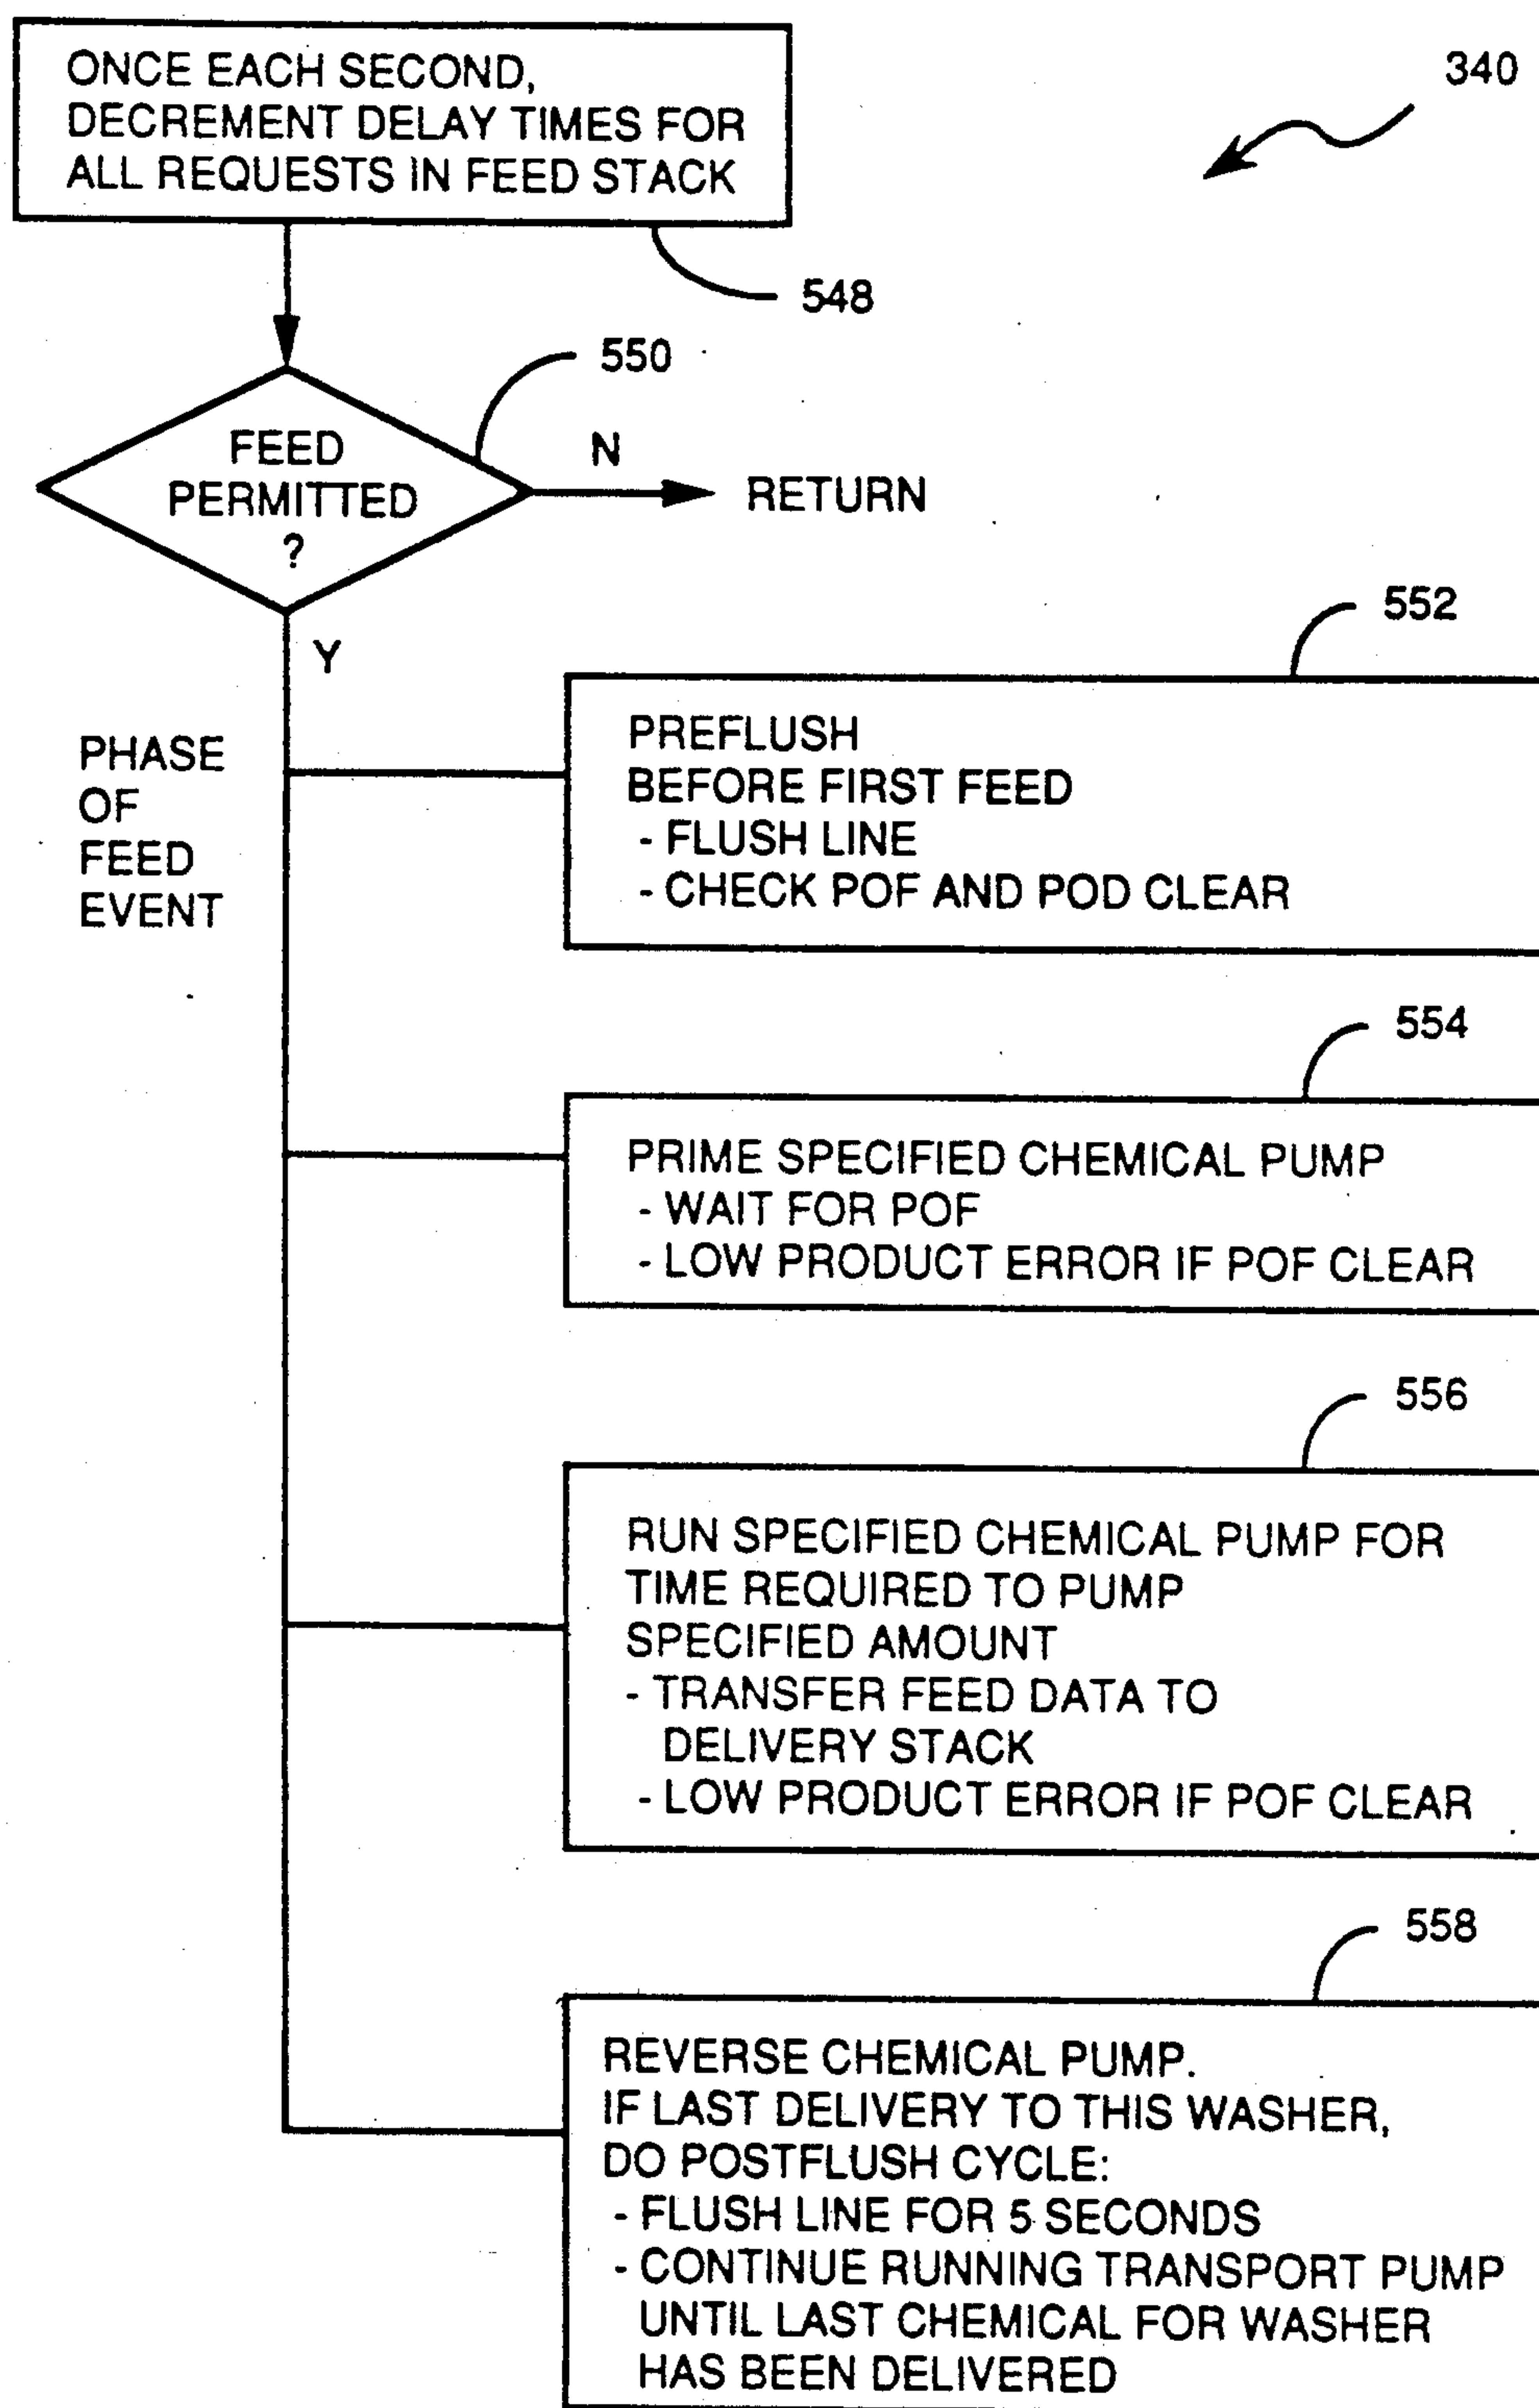 ONCE EACH SECOND,
DECREMENT DELAY TIMES FOR
ALL REQUESTS IN FEED STACK
340
548
550
FEED
PERMITTED
?
N
RETURN
Y
552
PHASE
OF
FEED
EVENT
PREFLUSH
BEFORE FIRST FEED
- FLUSH LINE
- CHECK POF AND POD CLEAR
554
PRIME SPECIFIED CHEMICAL PUMP
- WAIT FOR POF
- LOW PRODUCT ERROR IF POF CLEAR
556
RUN SPECIFIED CHEMICAL PUMP FOR
TIME REQUIRED TO PUMP
SPECIFIED AMOUNT
- TRANSFER FEED DATA TO
DELIVERY STACK
- LOW PRODUCT ERROR IF POF CLEAR
558
REVERSE CHEMICAL PUMP.
IF LAST DELIVERY TO THIS WASHER,
DO POSTFLUSH CYCLE:
- FLUSH LINE FOR 5 SECONDS
- CONTINUE RUNNING TRANSPORT PUMP
UNTIL LAST CHEMICAL FOR WASHER
HAS BEEN DELIVERED